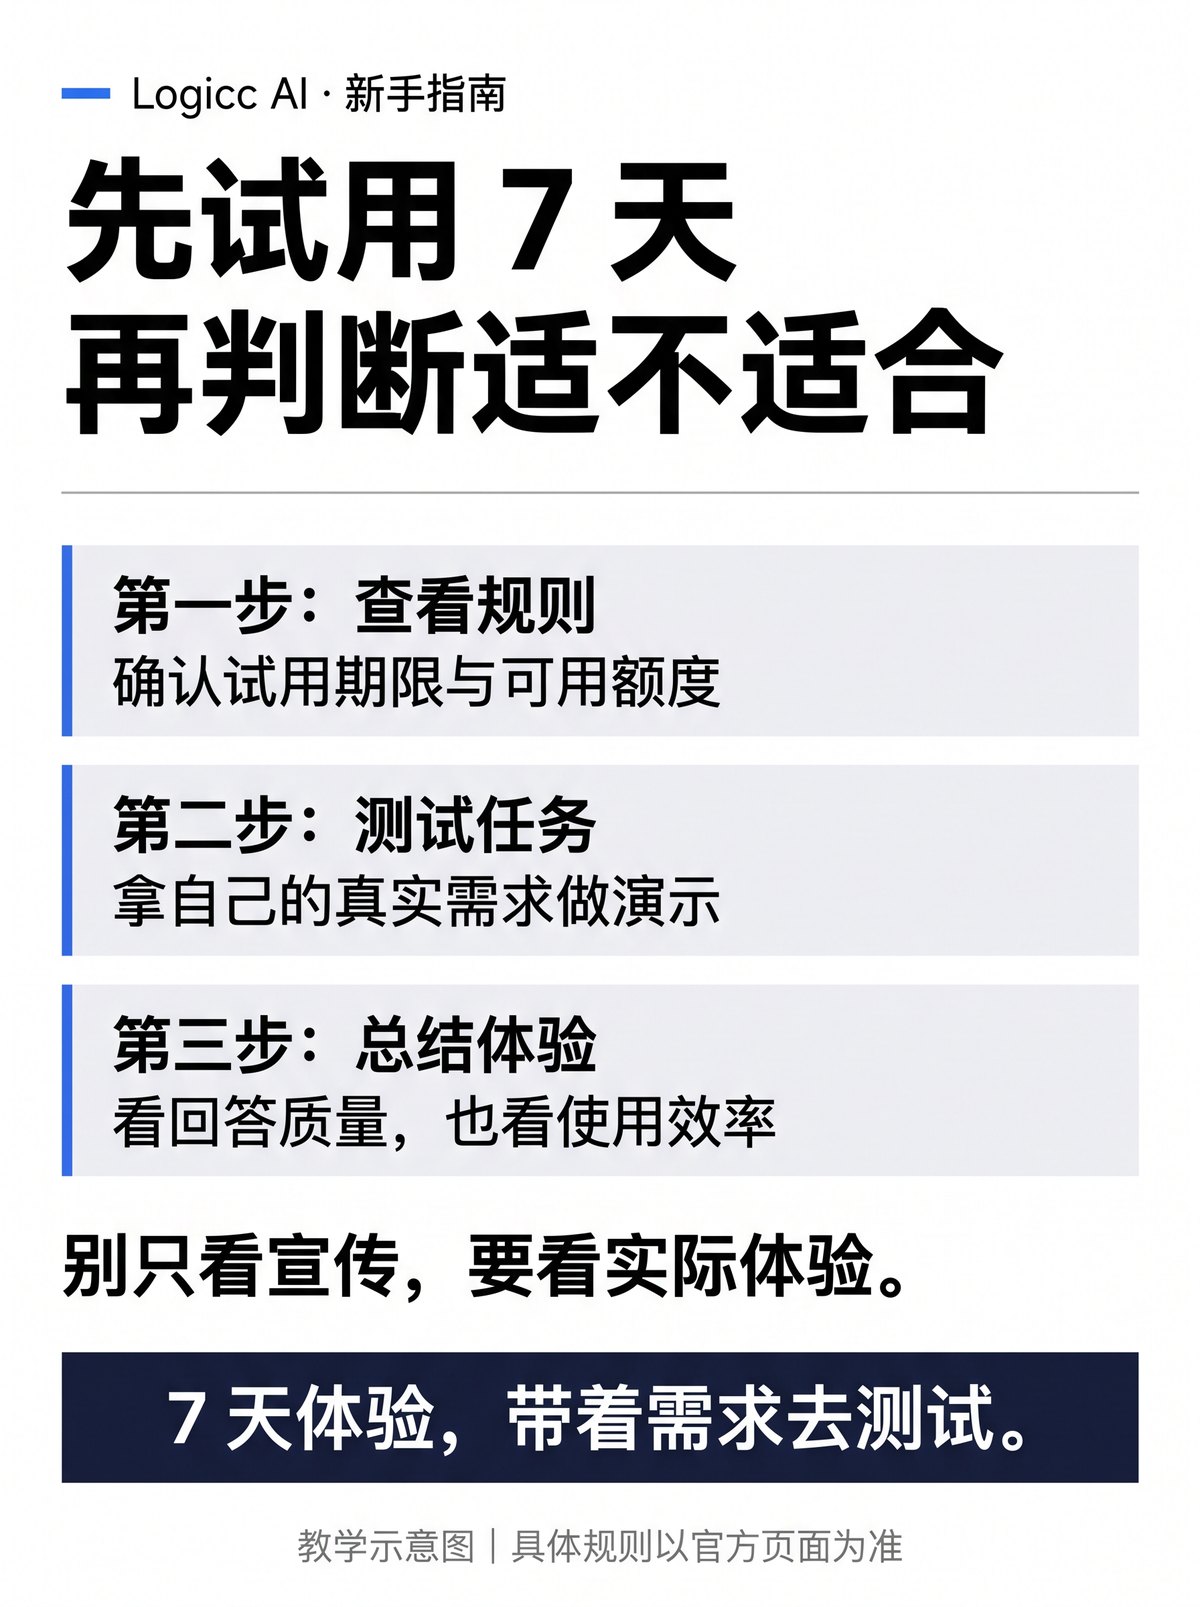 Logicc AI · 新手指南
先试用 7 天
再判断适不适合
第一步：查看规则
确认试用期限与可用额度
第二步：测试任务
拿自己的真实需求做演示
第三步：总结体验
看回答质量，也看使用效率
别只看宣传，要看实际体验。
7 天体验，带着需求去测试。
教学示意图｜具体规则以官方页面为准